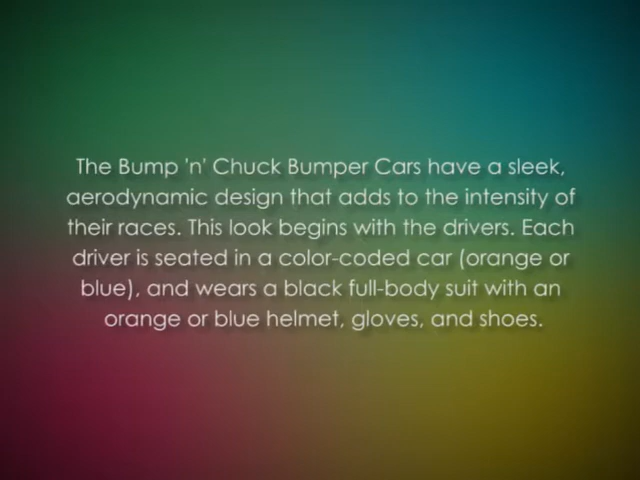 The Bump 'n' Chuck Bumper Cars have a sleek,
aerodynamic design that adds to the intensity of
their races. This look begins with the drivers. Each
driver is seated in a color-coded car (orange or
blue), and wears a black full-body suit with an
orange or blue helmet, gloves, and shoes.